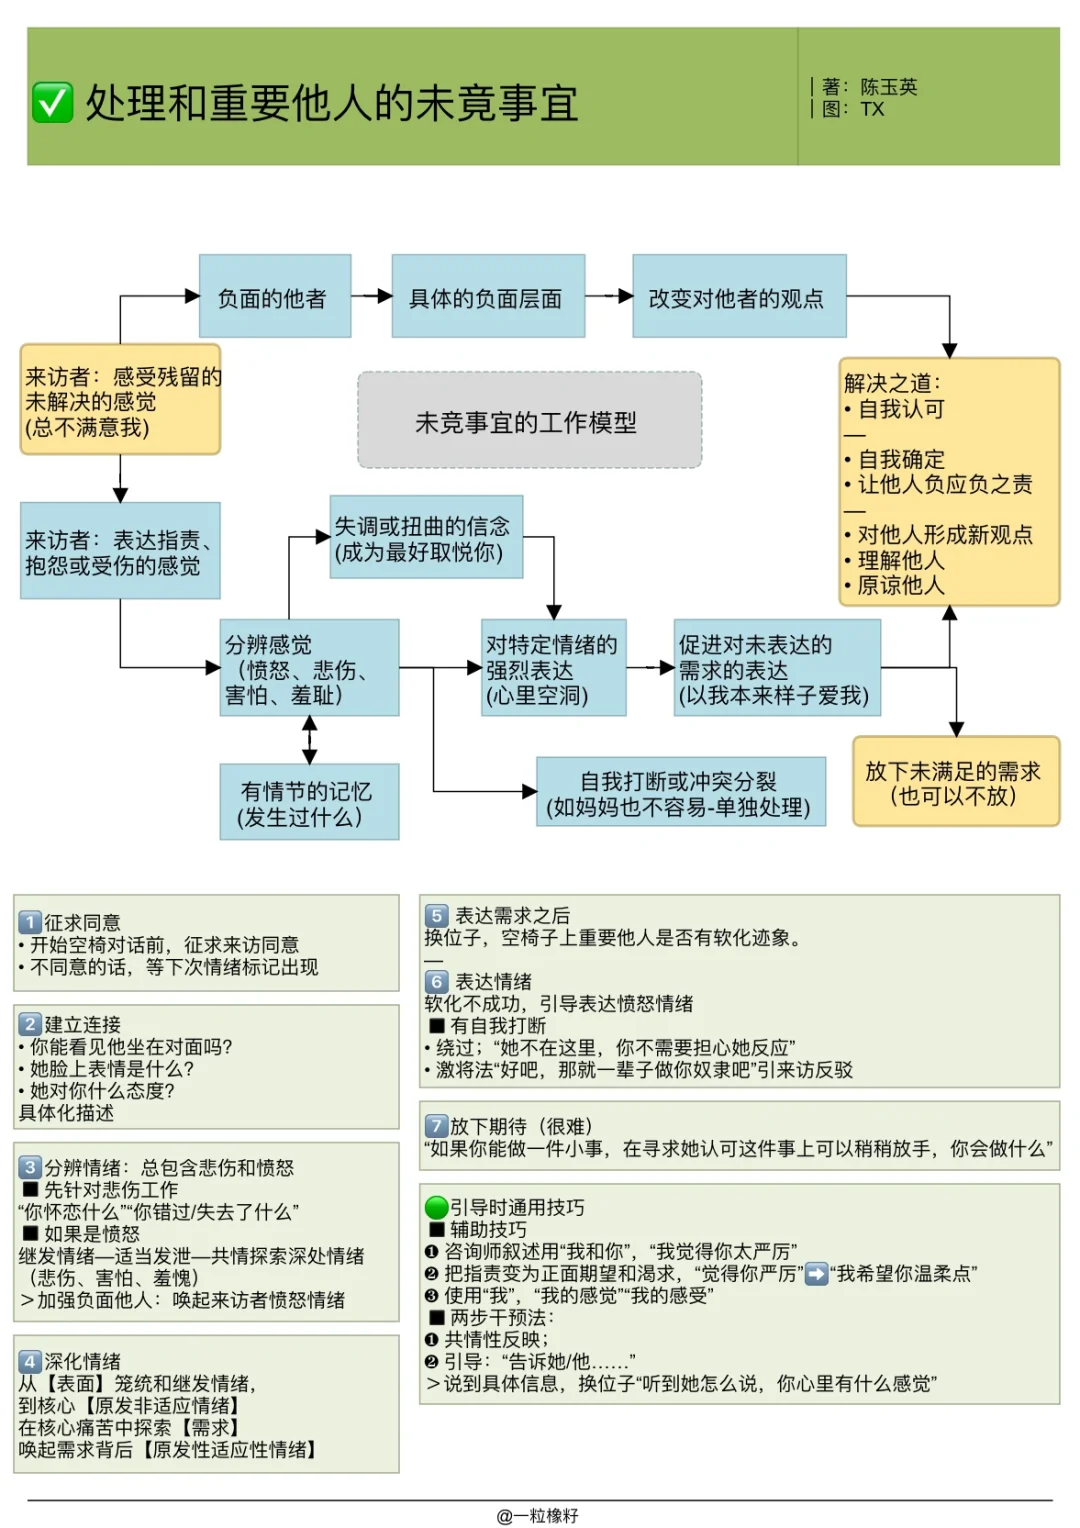 ✅ 处理和重要他人的未竟事宜
| 著：陈玉英
| 图：TX
负面的他者
具体的负面层面
改变对他者的观点
来访者：感受残留的
未解决的感觉
(总不满意我)
未竟事宜的工作模型
解决之道：
• 自我认可
—
• 自我确定
• 让他人负应负之责
—
• 对他人形成新观点
• 理解他人
• 原谅他人
来访者：表达指责、
抱怨或受伤的感觉
失调或扭曲的信念
(成为最好取悦你)
分辨感觉
（愤怒、悲伤、
害怕、羞耻）
对特定情绪的
强烈表达
(心里空洞)
促进对未表达的
需求的表达
(以我本来样子爱我)
有情节的记忆
(发生过什么）
自我打断或冲突分裂
(如妈妈也不容易-单独处理)
放下未满足的需求
（也可以不放）
1️⃣征求同意
• 开始空椅对话前，征求来访同意
• 不同意的话，等下次情绪标记出现
2️⃣建立连接
• 你能看见他坐在对面吗？
• 她脸上表情是什么？
• 她对你什么态度？
具体化描述
3️⃣分辨情绪：总包含悲伤和愤怒
■ 先针对悲伤工作
“你怀恋什么”“你错过/失去了什么”
■ 如果是愤怒
继发情绪—适当发泄—共情探索深处情绪
（悲伤、害怕、羞愧）
＞加强负面他人：唤起来访者愤怒情绪
4️⃣深化情绪
从【表面】笼统和继发情绪，
到核心【原发非适应情绪】
在核心痛苦中探索【需求】
唤起需求背后【原发性适应性情绪】
5️⃣ 表达需求之后
换位子，空椅子上重要他人是否有软化迹象。
—
6️⃣ 表达情绪
软化不成功，引导表达愤怒情绪
■ 有自我打断
• 绕过；“她不在这里，你不需要担心她反应”
• 激将法“好吧，那就一辈子做你奴隶吧”引来访反驳
7️⃣放下期待（很难）
“如果你能做一件小事，在寻求她认可这件事上可以稍稍放手，你会做什么”
🟢引导时通用技巧
■ 辅助技巧
❶ 咨询师叙述用“我和你”，“我觉得你太严厉”
❷ 把指责变为正面期望和渴求，“觉得你严厉”➡️“我希望你温柔点”
❸ 使用“我”，“我的感觉”“我的感受”
■ 两步干预法：
❶ 共情性反映；
❷ 引导：“告诉她/他……”
＞说到具体信息，换位子“听到她怎么说，你心里有什么感觉”
@一粒橡籽